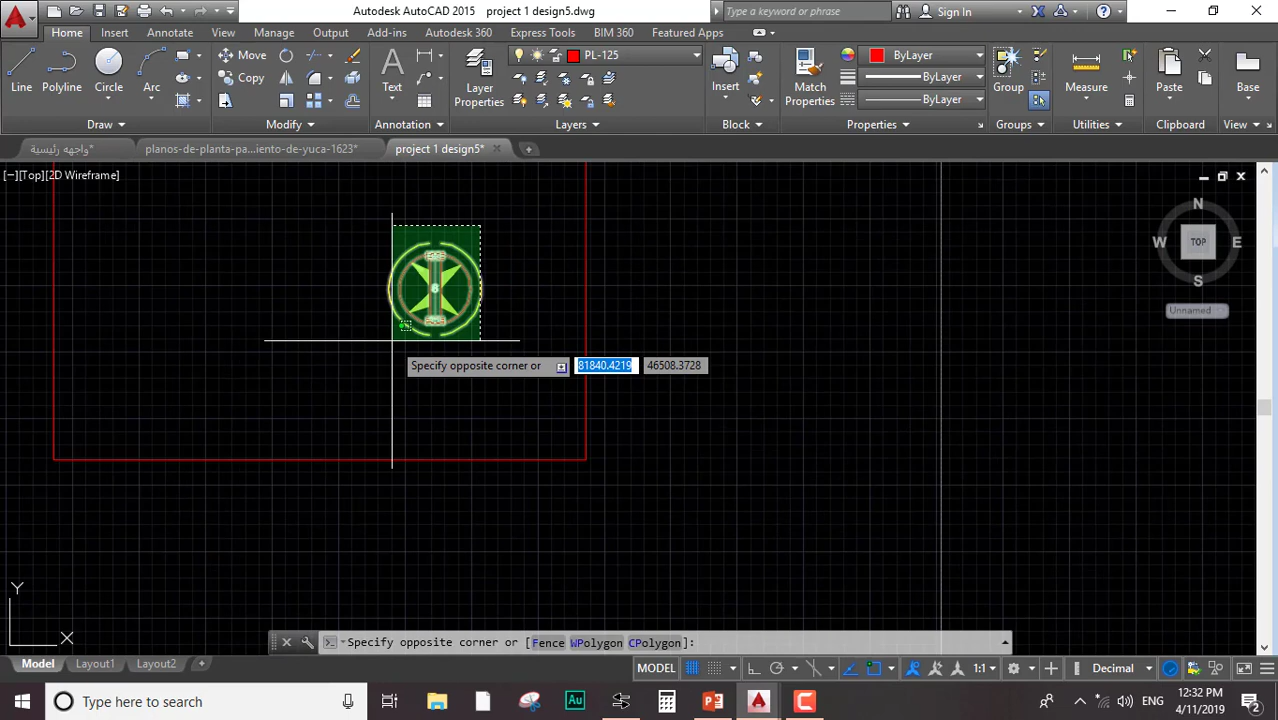 Autodesk AutoCAD 2015 project 1 design5.dwg
Type a keyword or phrase
Sign In
Home Insert Annotate View Manage Output Add-ins Autodesk 360 Express Tools BIM 360 Featured Apps
Move
Copy
PL-125
ByLayer
ByLayer
ByLayer
Line Polyline Circle Arc
Text
Layer
Properties
Insert
Match
Properties
Group
Measure
Paste
Base
Draw Modify Annotation Layers Block Properties Groups Utilities Clipboard View
واجهه رئيسية*
planos-de-planta-pa...iento-de-yuca-1623*
project 1 design5*
[−][Top][2D Wireframe]
N
W TOP E
S
Unnamed
8
Specify opposite corner or 81840.4219 46508.3728
Y
X
Specify opposite corner or [Fence WPolygon CPolygon]:
Model Layout1 Layout2 +
MODEL 1:1 Decimal
Type here to search
Au
ENG
12:32 PM
4/11/2019
2